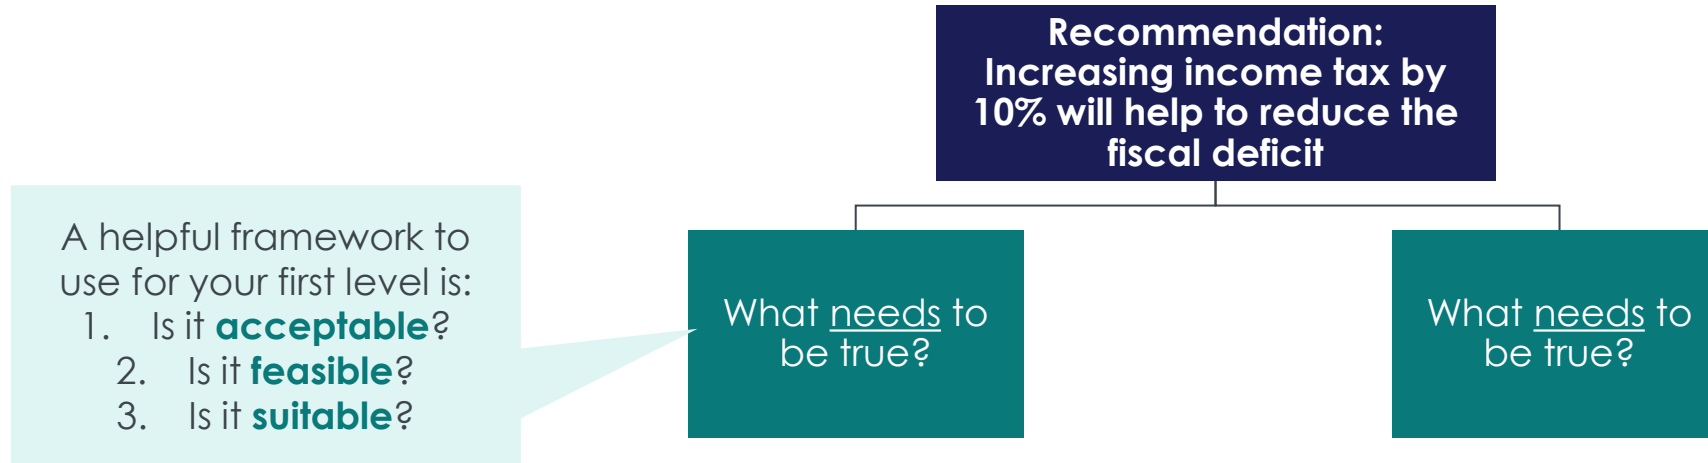 Recommendation:
Increasing income tax by
10% will help to reduce the
fiscal deficit
A helpful framework to
use for your first level is:
1. Is it acceptable?
2. Is it feasible?
3. Is it suitable?
What needs to
be true?
What needs to
be true?